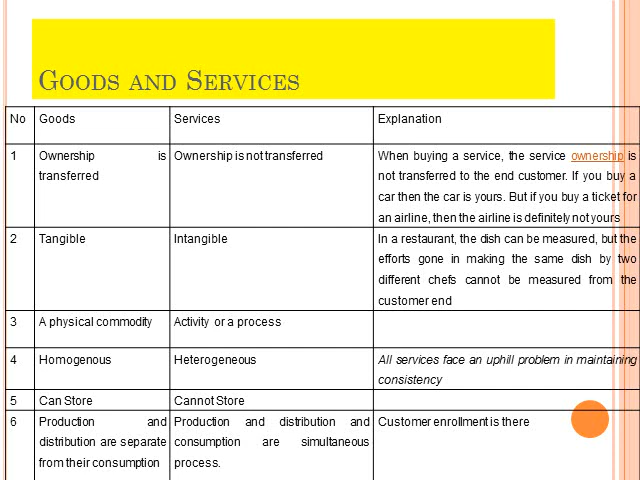 GOODS AND SERVICES
No Goods Services Explanation
1 Ownership is Ownership is not transferred When buying a service, the service ownership is
transferred not transferred to the end customer. If you buy a
car then the car is yours. But if you buy a ticket for
an airline, then the airline is definitely not yours
2 Tangible Intangible In a restaurant, the dish can be measured, but the
efforts gone in making the same dish by two
different chefs cannot be measured from the
customer end
3 A physical commodity Activity or a process
4 Homogenous Heterogeneous All services face an uphill problem in maintaining
consistency
5 Can Store Cannot Store
6 Production and Production and distribution and Customer enrollment is there
distribution are separate consumption are simultaneous
from their consumption process.